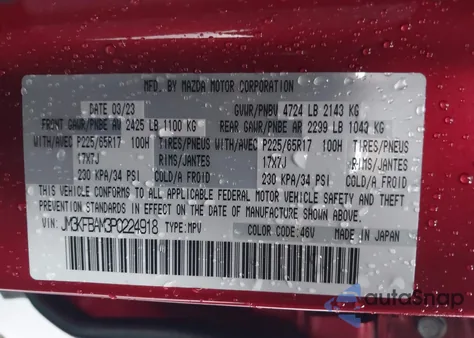 MFD. BY MAZDA MOTOR CORPORATION
DATE 03/23 GVWR/PNBV 4724 LB 2143 KG
FRONT GAWR/PNBE AV 2425 LB 1100 KG REAR GAWR/PNBE AR 2299 LB 1043 KG
WITH/AVEC P225/65R17 100H TIRES/PNEUS WITH/AVEC P225/65R17 100H TIRES/PNEUS
17X7J RIMS/JANTES 17X7J RIMS/JANTES
230 KPA/34 PSI COLD/A FROID 230 KPA/34 PSI COLD/A FROID
THIS VEHICLE CONFORMS TO ALL APPLICABLE FEDERAL MOTOR VEHICLE SAFETY AND THEFT
PREVENTION STANDARDS IN EFFECT ON THE DATE OF MANUFACTURE SHOWN ABOVE.
JM3KFBAM3P0224918 TYPE:MPV COLOR CODE:46V MADE IN JAPAN
autoSnap